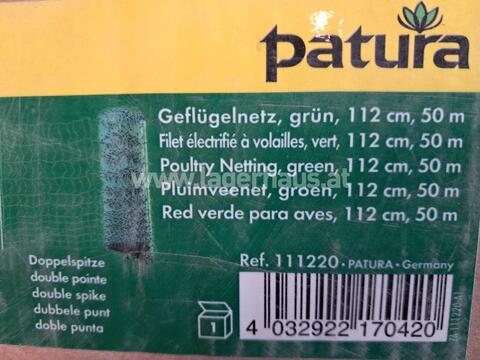 patura
Geflügelnetz, grün, 112 cm, 50 m
Filet électrifié à volailles, vert, 112 cm, 50 m
Poultry Netting, green, 112 cm, 50 m
www.lagerhaus.at
Pluimveenet, groen, 112 cm, 50 m
Red verde para aves, 112 cm, 50 m
Doppelspitze
double pointe
double spike
dubbele punt
doble punta
Ref. 111220 • PATURA • Germany
1
4 032922 170420